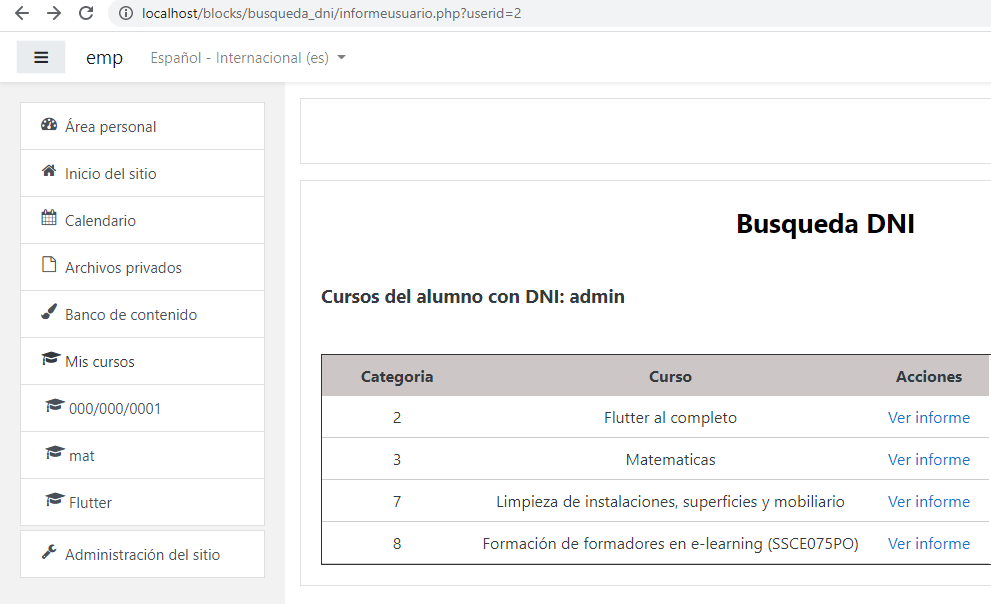 localhost/blocks/busqueda_dni/informeusuario.php?userid=2
emp Español - Internacional (es)
Área personal
Inicio del sitio
Calendario
Archivos privados
Banco de contenido
Mis cursos
000/000/0001
mat
Flutter
Administración del sitio
Busqueda DNI
Cursos del alumno con DNI: admin
Categoria Curso Acciones
2 Flutter al completo Ver informe
3 Matematicas Ver informe
7 Limpieza de instalaciones, superficies y mobiliario Ver informe
8 Formación de formadores en e-learning (SSCE075PO) Ver informe